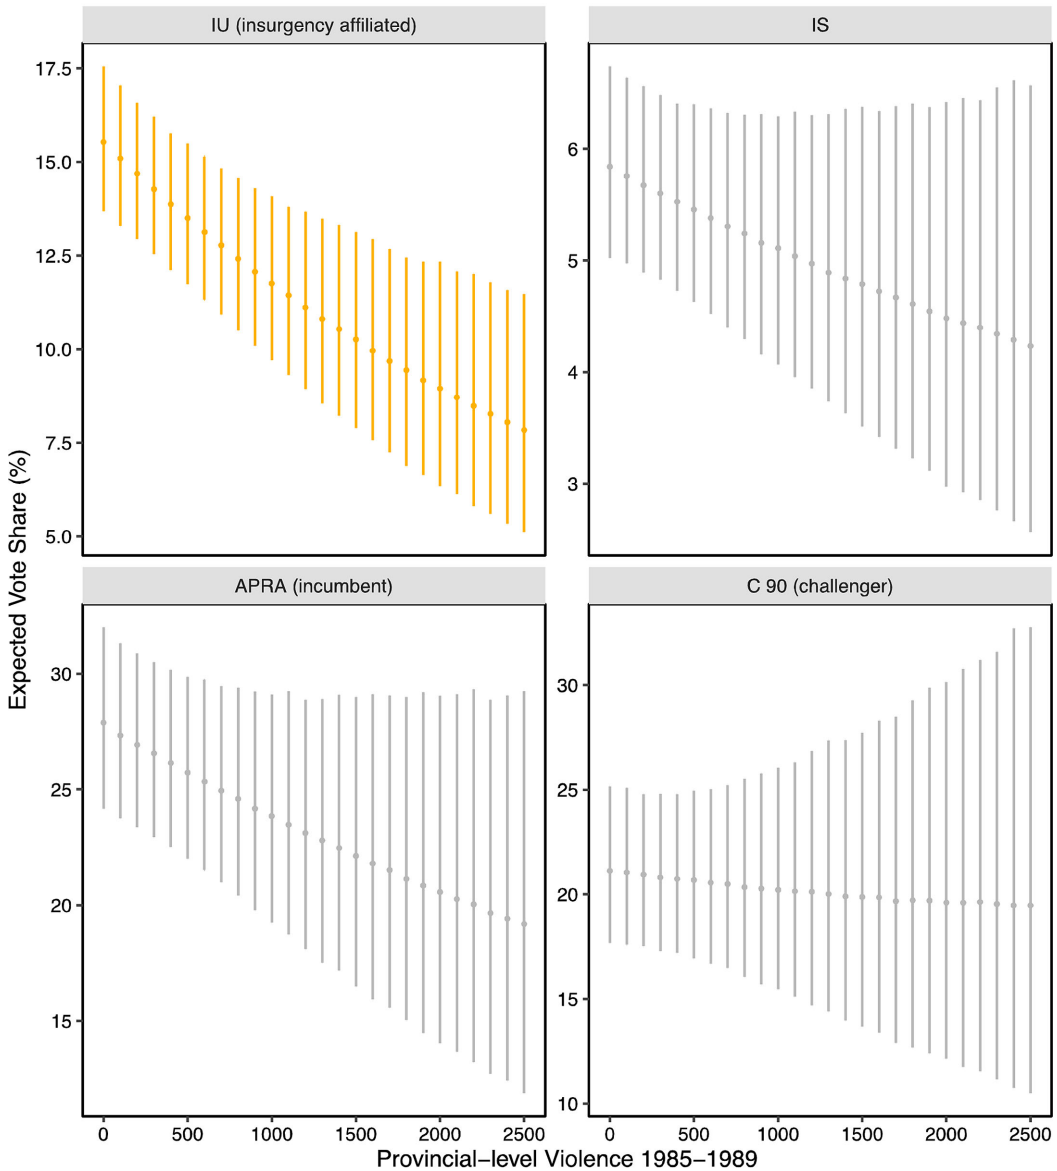 IU (insurgency affiliated)
IS
17.5
15.0
12.5
10.0
7.5
5.0
6
5
4
3
Expected Vote Share (%)
APRA (incumbent)
C 90 (challenger)
30
25
20
15
30
25
20
15
10
0 500 1000 1500 2000 2500
0 500 1000 1500 2000 2500
Provincial−level Violence 1985−1989